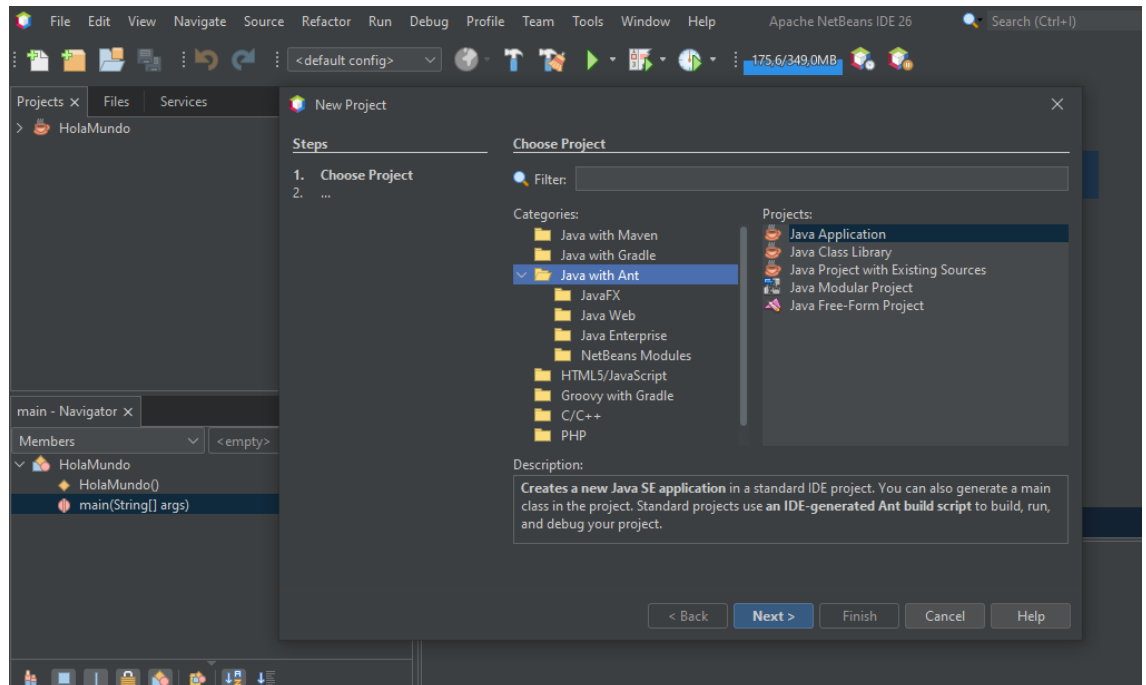 File Edit View Navigate Source Refactor Run Debug Profile Team Tools Window Help Apache NetBeans IDE 26 Search (Ctrl+I)
<default config> 175,6/349,0MB
Projects Files Services
HolaMundo
New Project
Steps
1. Choose Project
2. ...
Choose Project
Filter:
Categories:
Java with Maven
Java with Gradle
Java with Ant
JavaFX
Java Web
Java Enterprise
NetBeans Modules
HTML5/JavaScript
Groovy with Gradle
C/C++
PHP
Projects:
Java Application
Java Class Library
Java Project with Existing Sources
Java Modular Project
Java Free-Form Project
Description:
Creates a new Java SE application in a standard IDE project. You can also generate a main
class in the project. Standard projects use an IDE-generated Ant build script to build, run,
and debug your project.
< Back Next > Finish Cancel Help
main - Navigator
Members <empty>
HolaMundo
HolaMundo()
main(String[] args)